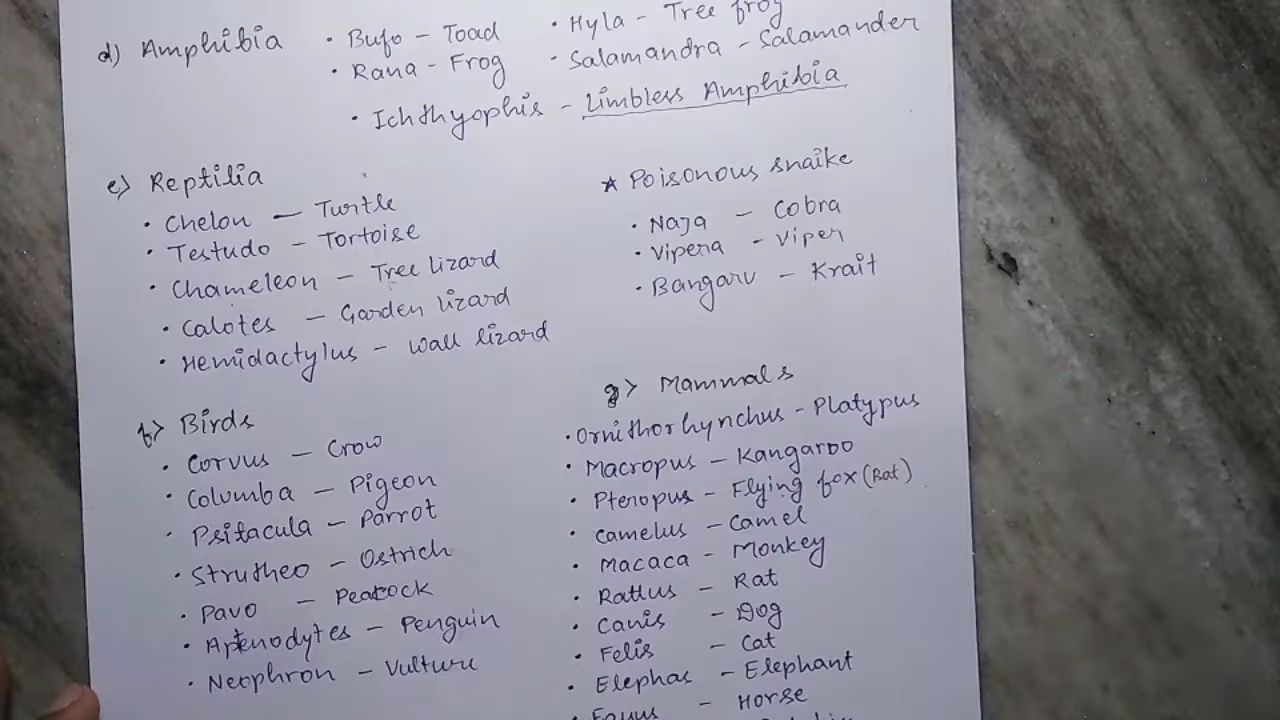 d) Amphibia
• Bufo - Toad
• Hyla - Tree frog
• Rana - Frog
• Salamandra - Salamander
• Ichthyophis - Limbless Amphibia
e) Reptilia
• Chelon - Turtle
• Testudo - Tortoise
• Chameleon - Tree lizard
• Calotes - Garden lizard
• Hemidactylus - Wall lizard
★ Poisonous snaike
• Naja - Cobra
• Vipera - Viper
• Bangaru - Krait
f) Birds
• Corvus - Crow
• Columba - Pigeon
• Psitacula - Parrot
• Strutheo - Ostrich
• Pavo - Peacock
• Aptenodytes - Penguin
• Neophron - Vulture
g) Mammals
• Ornithorhynchus - Platypus
• Macropus - Kangaroo
• Pteropus - Flying fox (Bat)
• Camelus - Camel
• Macaca - Monkey
• Rattus - Rat
• Canis - Dog
• Felis - Cat
• Elephas - Elephant
• Equus - Horse